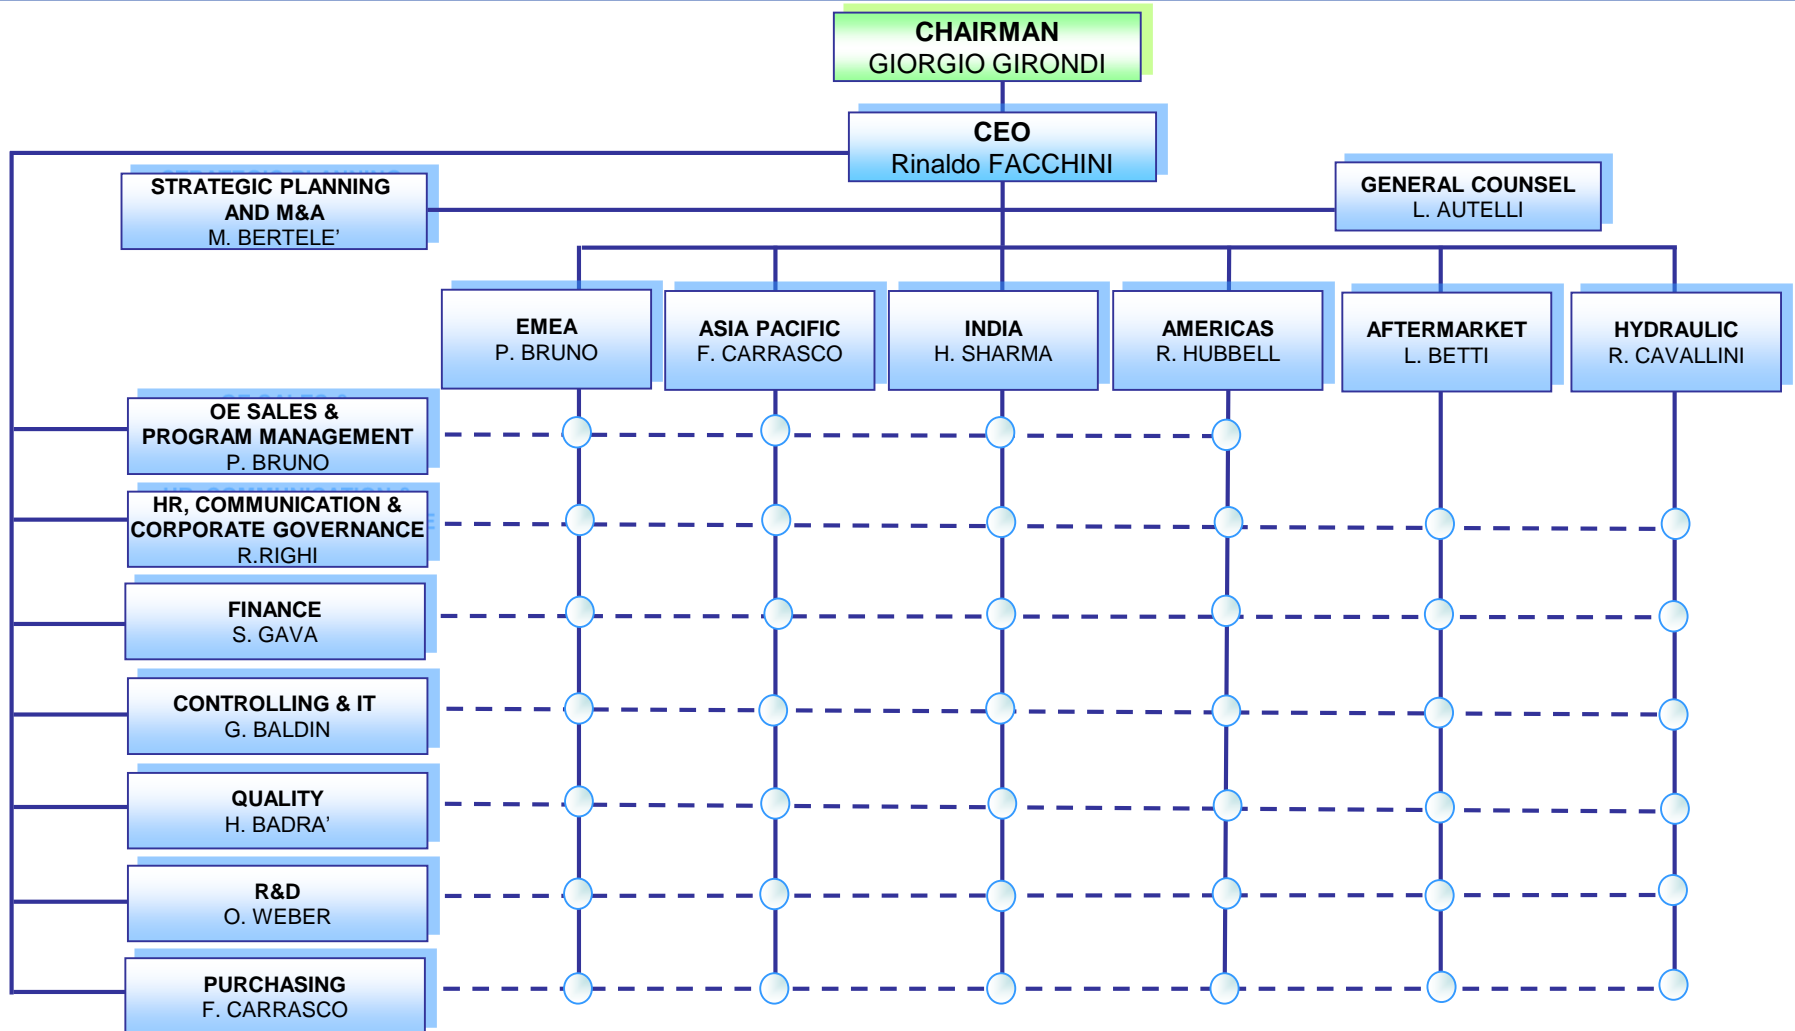 CHAIRMAN
GIORGIO GIRONDI
CEO
Rinaldo FACCHINI
STRATEGIC PLANNING
AND M&A
M. BERTELE’
GENERAL COUNSEL
L. AUTELLI
EMEA
P. BRUNO
ASIA PACIFIC
F. CARRASCO
INDIA
H. SHARMA
AMERICAS
R. HUBBELL
AFTERMARKET
L. BETTI
HYDRAULIC
R. CAVALLINI
OE SALES &
PROGRAM MANAGEMENT
P. BRUNO
HR, COMMUNICATION &
CORPORATE GOVERNANCE
R.RIGHI
FINANCE
S. GAVA
CONTROLLING & IT
G. BALDIN
QUALITY
H. BADRA’
R&D
O. WEBER
PURCHASING
F. CARRASCO